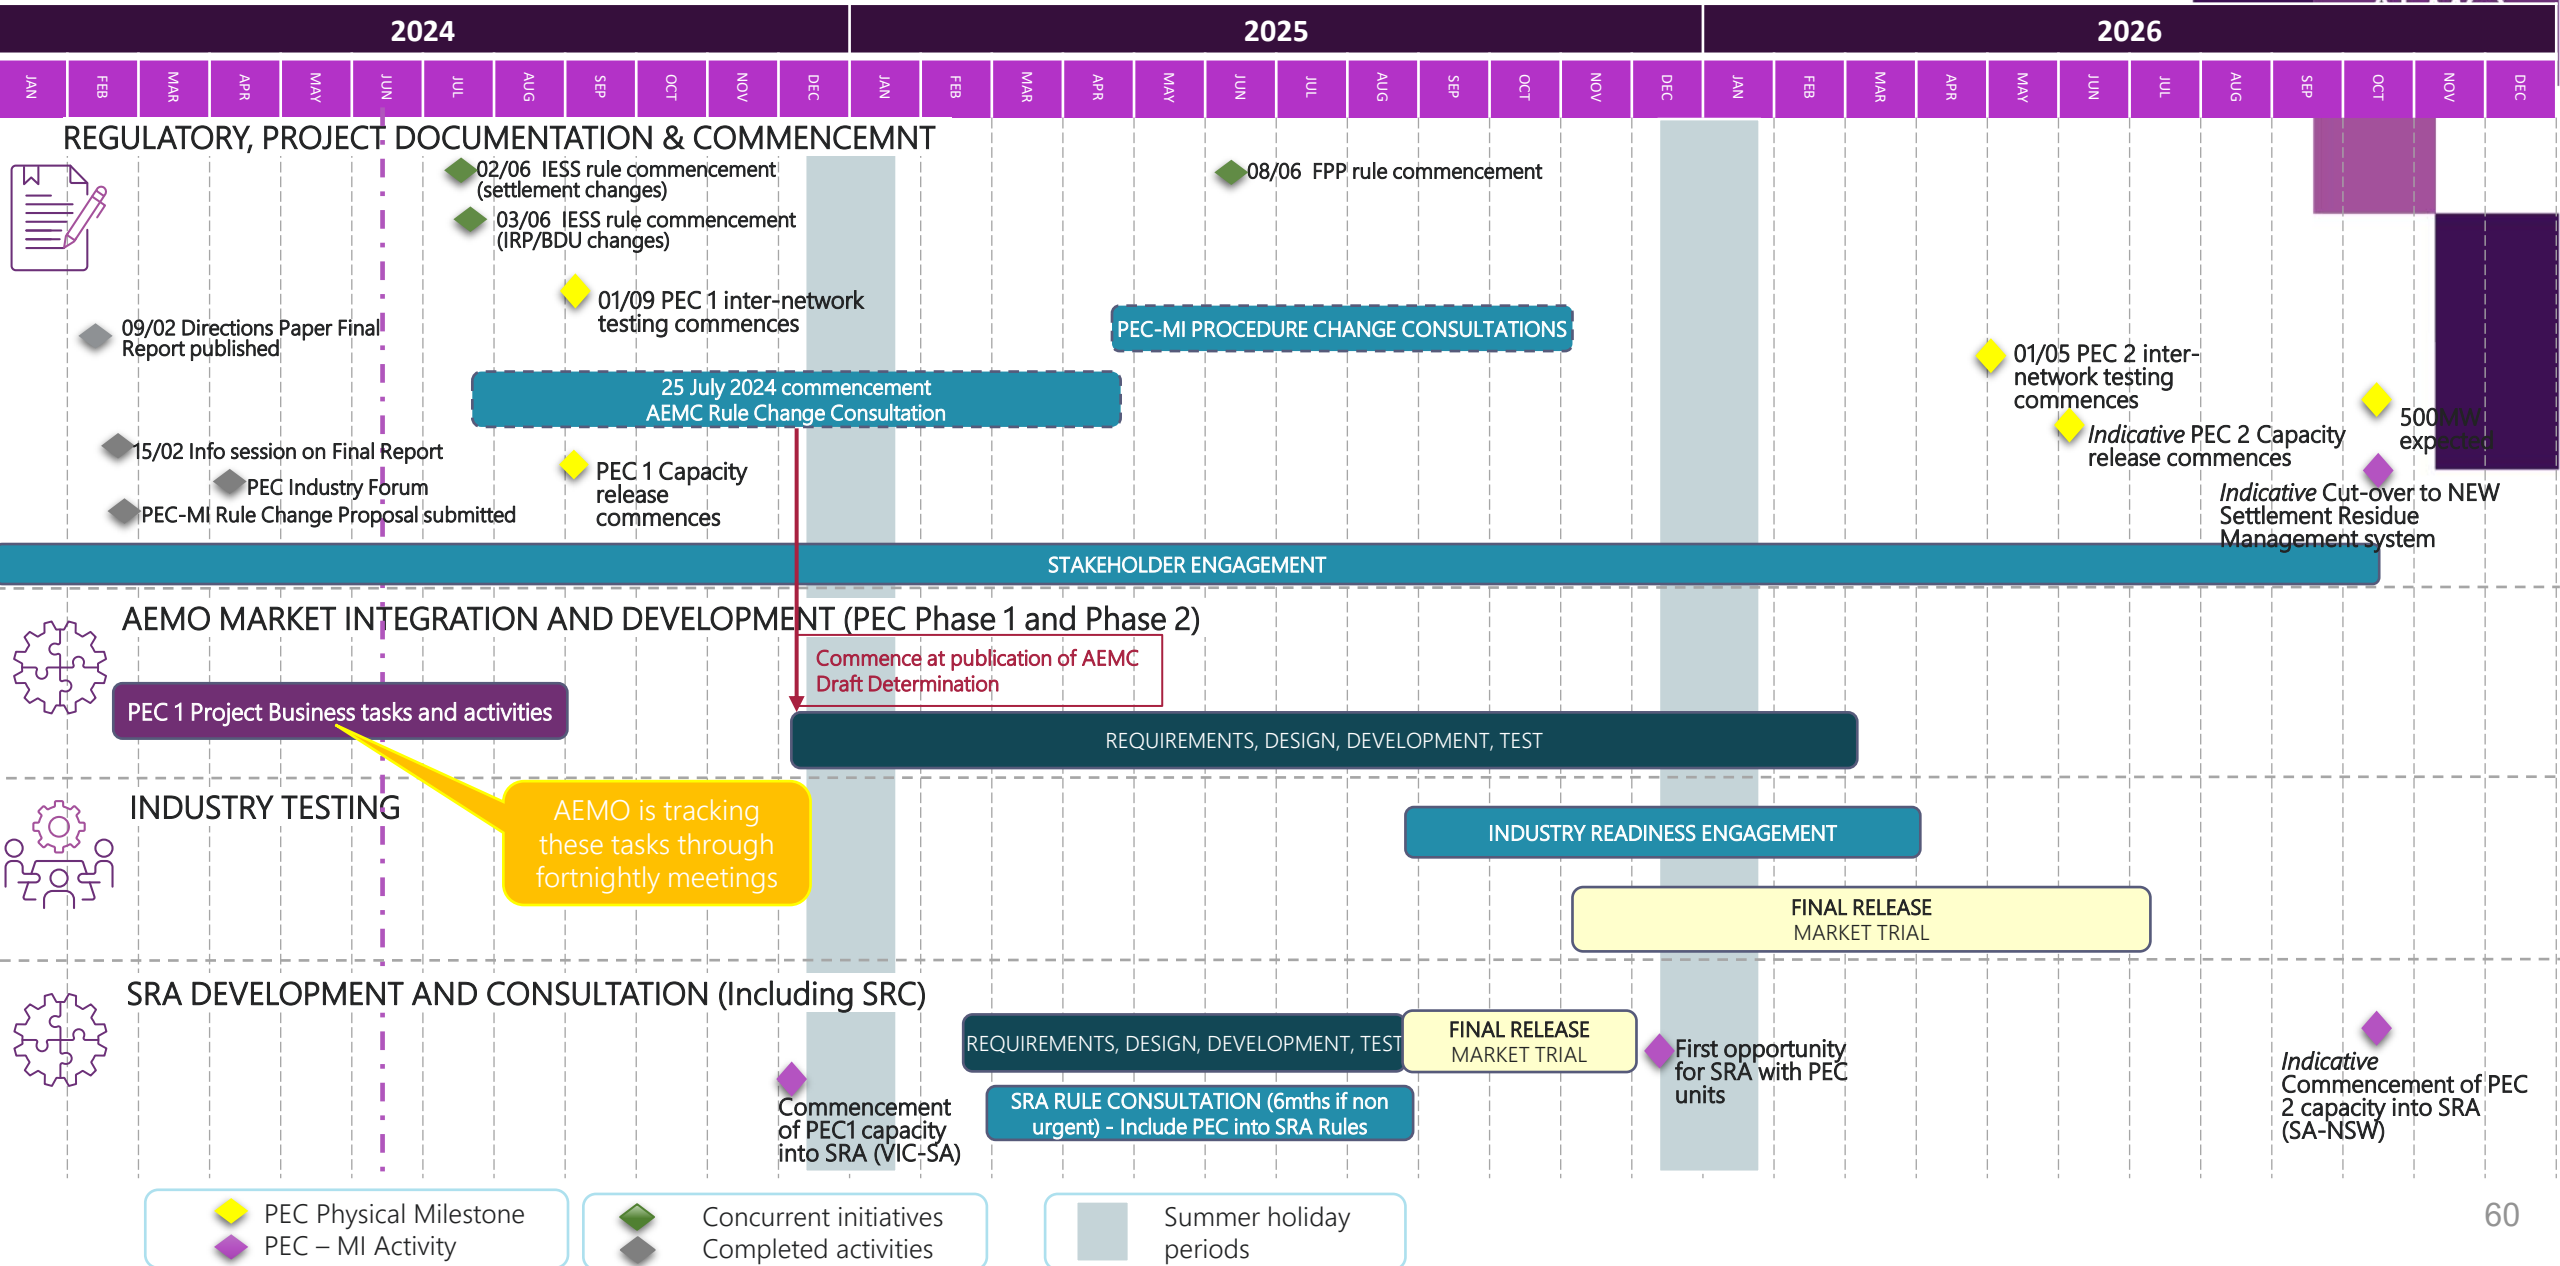 2024 2025 2026
JAN FEB MAR APR MAY JUN JUL AUG SEP OCT NOV DEC JAN FEB MAR APR MAY JUN JUL AUG SEP OCT NOV DEC JAN FEB MAR APR MAY JUN JUL AUG SEP OCT NOV DEC
REGULATORY, PROJECT DOCUMENTATION & COMMENCEMNT
02/06 IESS rule commencement
(settlement changes)
03/06 IESS rule commencement
(IRP/BDU changes)
08/06 FPP rule commencement
01/09 PEC 1 inter-network
testing commences
09/02 Directions Paper Final
Report published
PEC-MI PROCEDURE CHANGE CONSULTATIONS
25 July 2024 commencement
AEMC Rule Change Consultation
01/05 PEC 2 inter-
network testing
commences
500MW
expected
Indicative PEC 2 Capacity
release commences
15/02 Info session on Final Report
PEC Industry Forum
PEC-MI Rule Change Proposal submitted
PEC 1 Capacity
release
commences
Indicative Cut-over to NEW
Settlement Residue
Management system
STAKEHOLDER ENGAGEMENT
AEMO MARKET INTEGRATION AND DEVELOPMENT (PEC Phase 1 and Phase 2)
Commence at publication of AEMC
Draft Determination
PEC 1 Project Business tasks and activities
REQUIREMENTS, DESIGN, DEVELOPMENT, TEST
INDUSTRY TESTING
AEMO is tracking
these tasks through
fortnightly meetings
INDUSTRY READINESS ENGAGEMENT
FINAL RELEASE
MARKET TRIAL
SRA DEVELOPMENT AND CONSULTATION (Including SRC)
REQUIREMENTS, DESIGN, DEVELOPMENT, TEST
FINAL RELEASE
MARKET TRIAL
First opportunity
for SRA with PEC
units
Commencement
of PEC1 capacity
into SRA (VIC-SA)
SRA RULE CONSULTATION (6mths if non
urgent) - Include PEC into SRA Rules
Indicative
Commencement of PEC
2 capacity into SRA
(SA-NSW)
PEC Physical Milestone
PEC – MI Activity
Concurrent initiatives
Completed activities
Summer holiday
periods
60